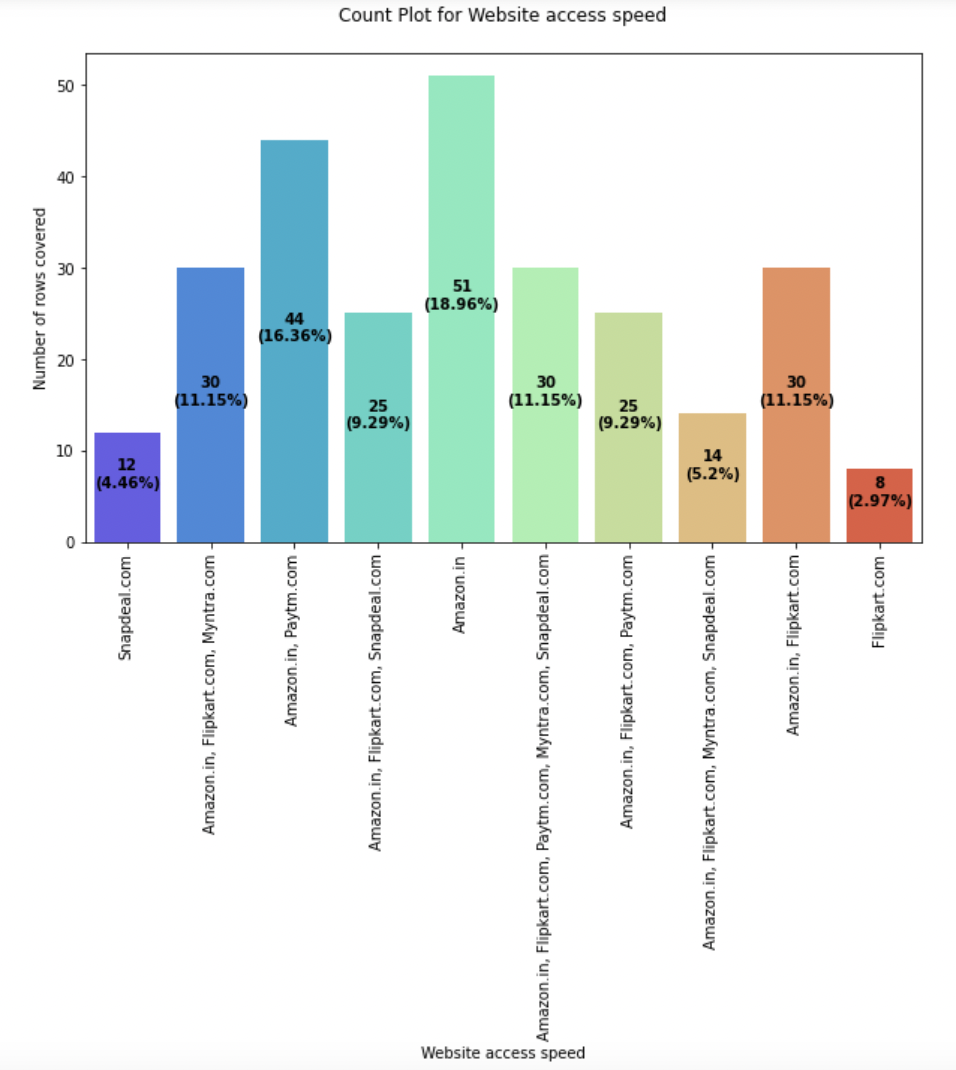 Count Plot for Website access speed
Number of rows covered
50
40
30
20
10
0
12
(4.46%)
30
(11.15%)
44
(16.36%)
25
(9.29%)
51
(18.96%)
30
(11.15%)
25
(9.29%)
14
(5.2%)
30
(11.15%)
8
(2.97%)
Snapdeal.com
Amazon.in, Flipkart.com, Myntra.com
Amazon.in, Paytm.com
Amazon.in, Flipkart.com, Snapdeal.com
Amazon.in
Amazon.in, Flipkart.com, Paytm.com, Myntra.com, Snapdeal.com
Amazon.in, Flipkart.com, Paytm.com
Amazon.in, Flipkart.com, Myntra.com, Snapdeal.com
Amazon.in, Flipkart.com
Flipkart.com
Website access speed